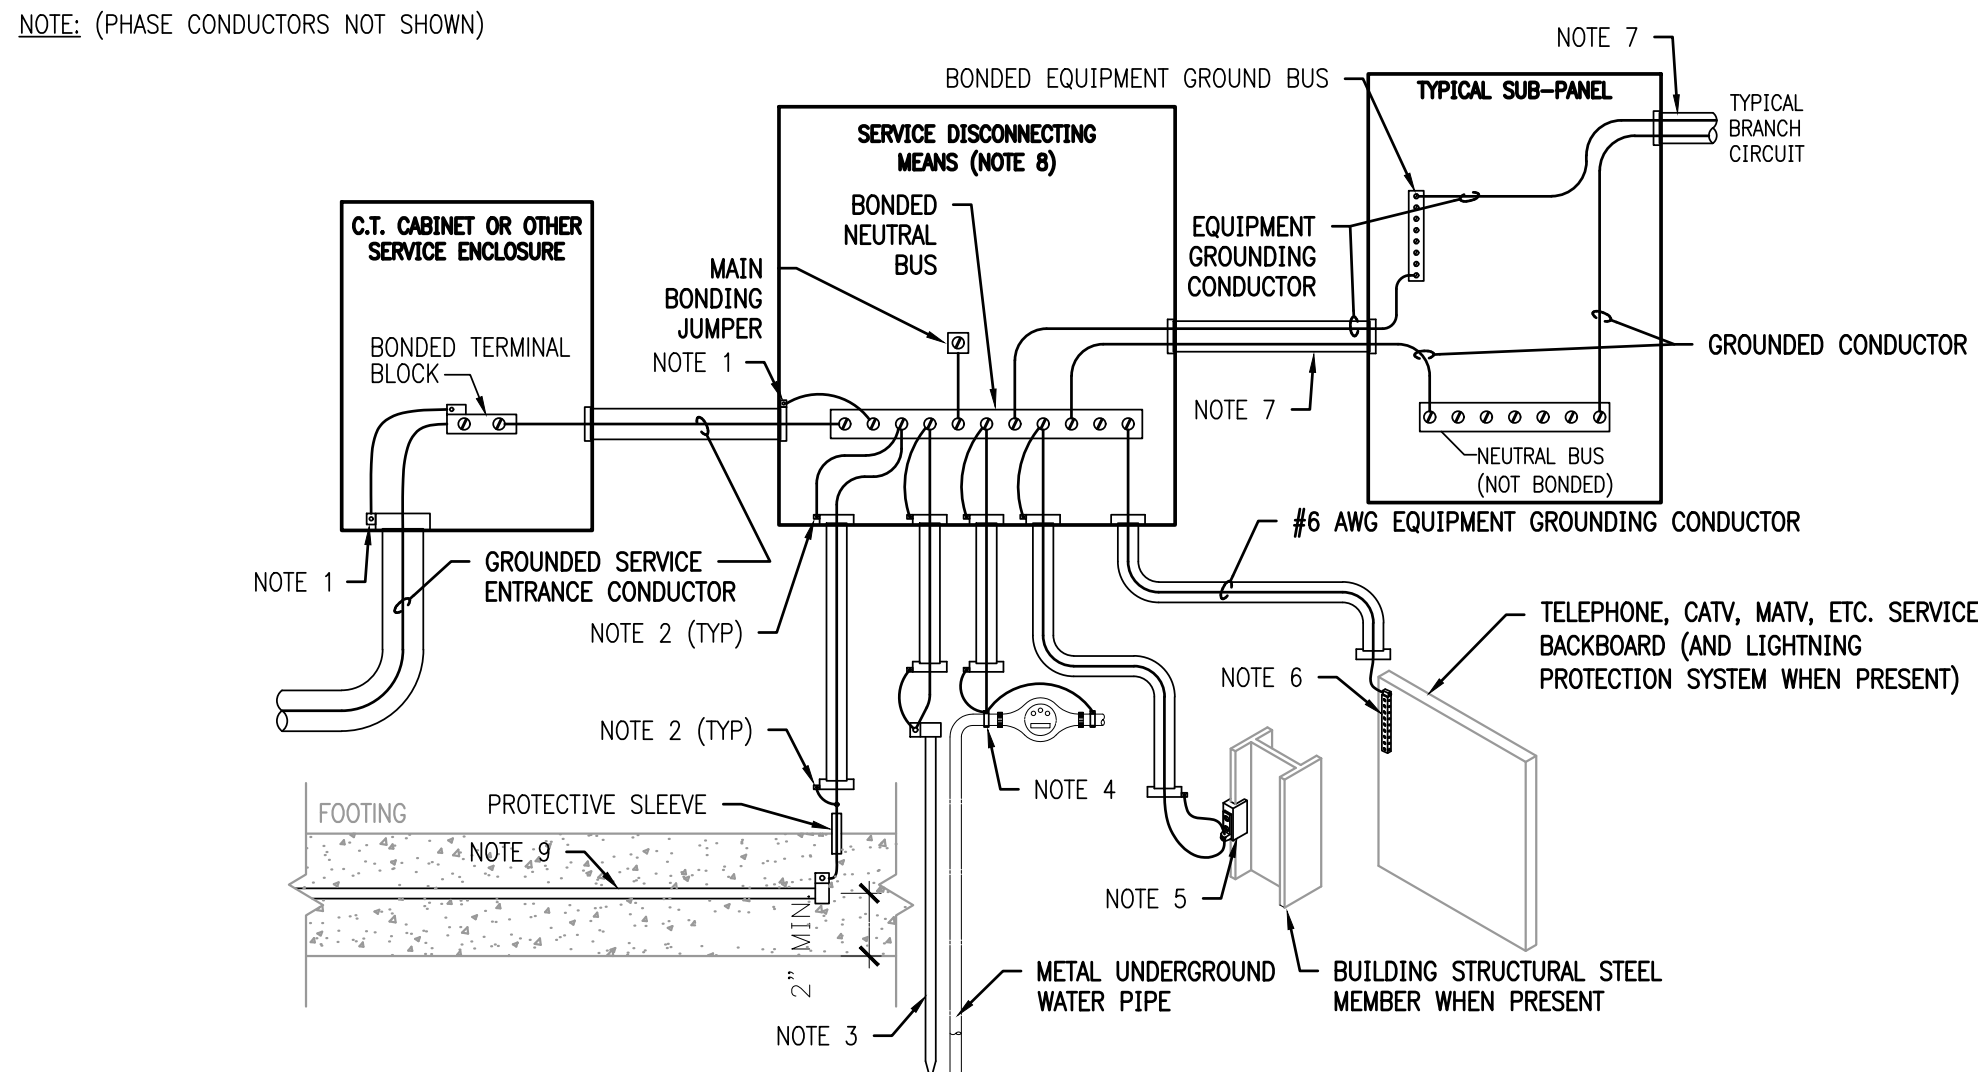 NOTE: (PHASE CONDUCTORS NOT SHOWN)
NOTE 7
BONDED EQUIPMENT GROUND BUS
TYPICAL SUB-PANEL
TYPICAL
BRANCH
CIRCUIT
SERVICE DISCONNECTING
MEANS (NOTE 8)
BONDED
NEUTRAL
BUS
C.T. CABINET OR OTHER
SERVICE ENCLOSURE
EQUIPMENT
GROUNDING
CONDUCTOR
MAIN
BONDING
JUMPER
NOTE 1
BONDED TERMINAL
BLOCK
GROUNDED CONDUCTOR
NOTE 7
NEUTRAL BUS
(NOT BONDED)
#6 AWG EQUIPMENT GROUNDING CONDUCTOR
GROUNDED SERVICE
ENTRANCE CONDUCTOR
NOTE 1
NOTE 2 (TYP)
TELEPHONE, CATV, MATV, ETC. SERVICE
BACKBOARD (AND LIGHTNING
PROTECTION SYSTEM WHEN PRESENT)
NOTE 6
NOTE 2 (TYP)
NOTE 4
PROTECTIVE SLEEVE
FOOTING
NOTE 9
NOTE 5
2" MIN.
METAL UNDERGROUND
WATER PIPE
BUILDING STRUCTURAL STEEL
MEMBER WHEN PRESENT
NOTE 3